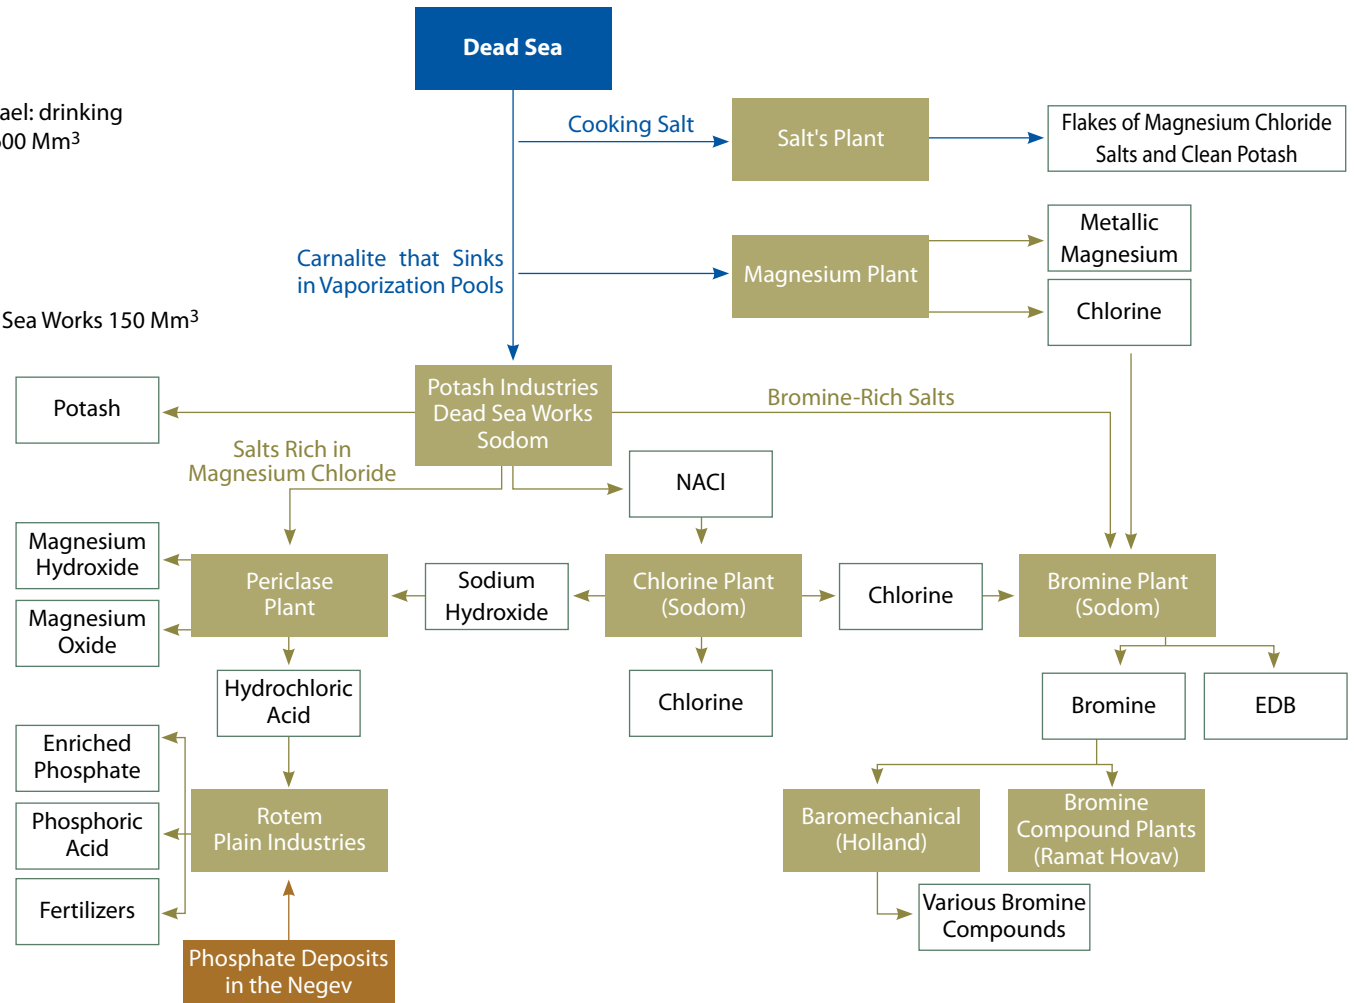 Dead Sea
ael: drinking
600 Mm³
Cooking Salt
Salt's Plant
Flakes of Magnesium Chloride
Salts and Clean Potash
Metallic
Magnesium
Carnalite that Sinks
in Vaporization Pools
Magnesium Plant
Chlorine
Sea Works 150 Mm³
Potash
Potash Industries
Dead Sea Works
Sodom
Bromine-Rich Salts
Salts Rich in
Magnesium Chloride
NACl
Magnesium
Hydroxide
Periclase
Plant
Sodium
Hydroxide
Chlorine Plant
(Sodom)
Chlorine
Bromine Plant
(Sodom)
Magnesium
Oxide
Hydrochloric
Acid
Chlorine
Bromine
EDB
Enriched
Phosphate
Phosphoric
Acid
Rotem
Plain Industries
Baromechanical
(Holland)
Bromine
Compound Plants
(Ramat Hovav)
Fertilizers
Various Bromine
Compounds
Phosphate Deposits
in the Negev